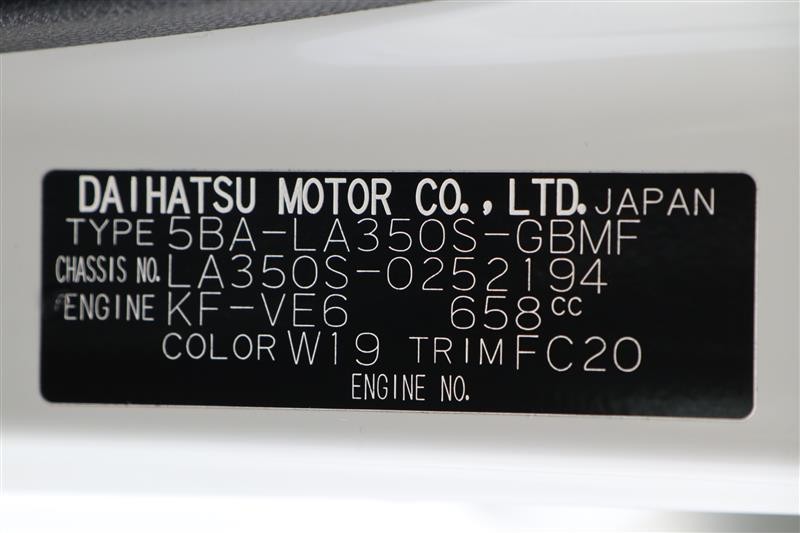 DAIHATSU MOTOR CO., LTD. JAPAN
TYPE 5BA-LA350S-GBMF
CHASSIS NO. LA350S-0252194
ENGINE KF-VE6 658cc
COLOR W19 TRIM FC20
ENGINE NO.